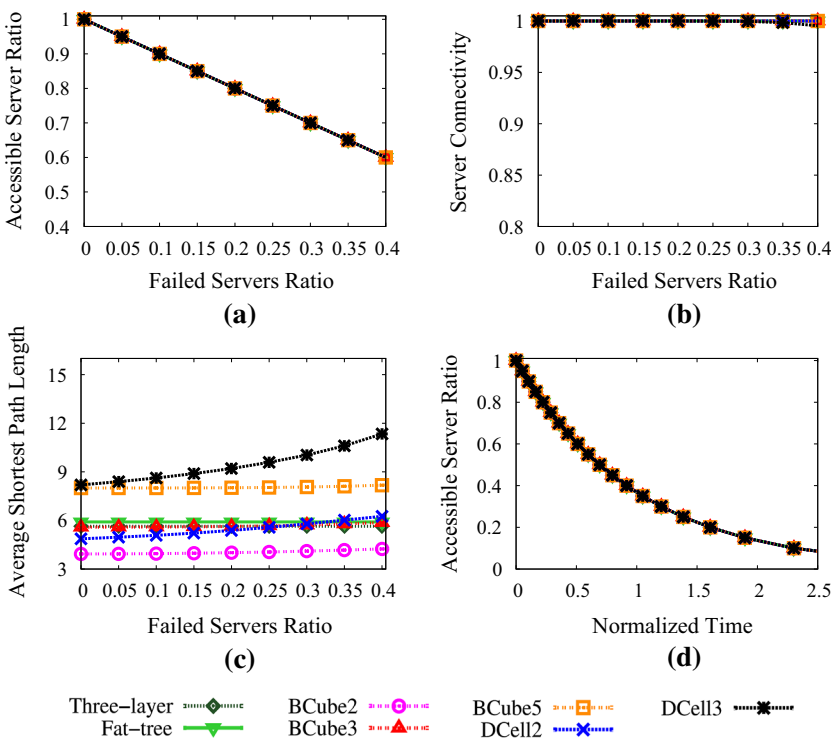 Accessible Server Ratio
1
0.9
0.8
0.7
0.6
0.5
0.4
0 0.05 0.1 0.15 0.2 0.25 0.3 0.35 0.4
Failed Servers Ratio
(a)
Server Connectivity
1
0.95
0.9
0.85
0.8
0 0.05 0.1 0.15 0.2 0.25 0.3 0.35 0.4
Failed Servers Ratio
(b)
Average Shortest Path Length
15
12
9
6
3
0 0.05 0.1 0.15 0.2 0.25 0.3 0.35 0.4
Failed Servers Ratio
(c)
Accessible Server Ratio
1
0.8
0.6
0.4
0.2
0
0 0.5 1 1.5 2 2.5
Normalized Time
(d)
Three-layer
Fat-tree
BCube2
BCube3
BCube5
DCell2
DCell3